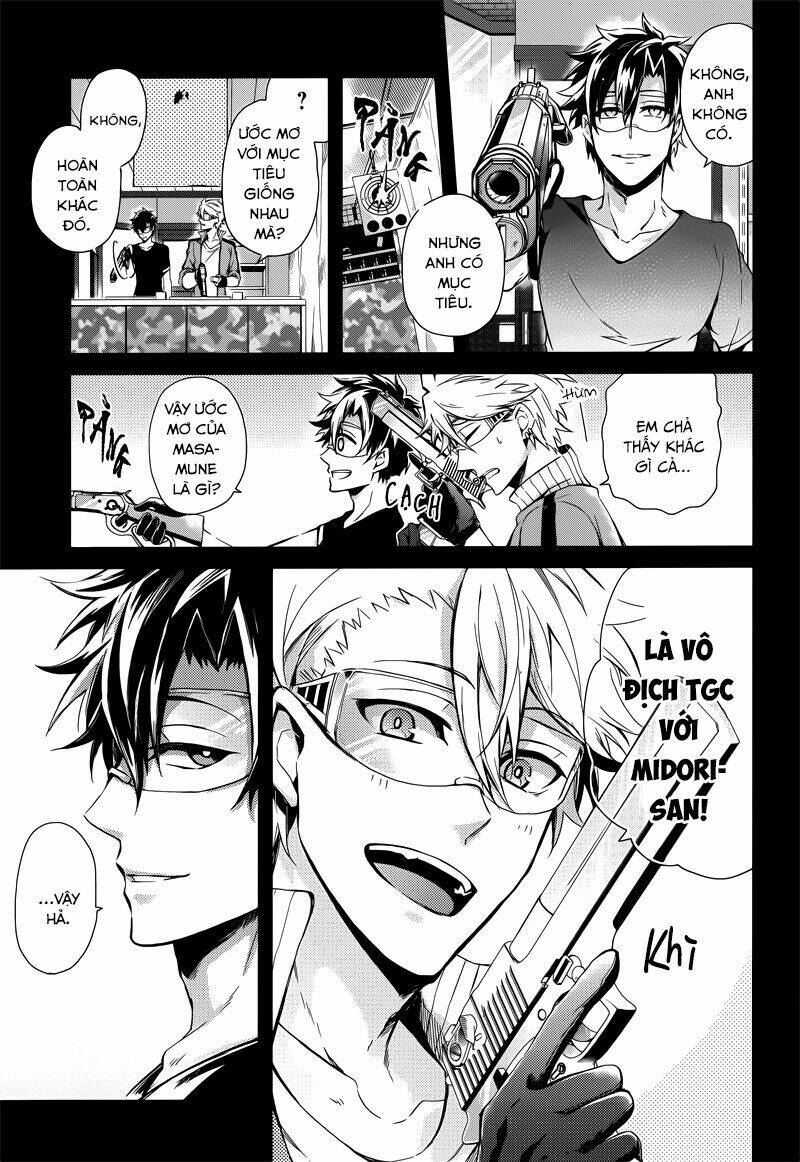 KHÔNG,
ANH
KHÔNG
CÓ.
NHƯNG
ANH CÓ
MỤC
TIÊU.
PẰNG
?
ƯỚC MƠ
VỚI MỤC
TIÊU
GIỐNG
NHAU
MÀ?
KHÔNG,
HOÀN
TOÀN
KHÁC
ĐÓ.
HỪM
EM CHẢ
THẤY KHÁC
GÌ CẢ...
CẠCH
VẬY ƯỚC
MƠ CỦA
MASA-
MUNE
LÀ GÌ?
PẰNG
LÀ VÔ
ĐỊCH TGC
VỚI
MIDORI-
SAN!
KHÌ
...VẬY
HẢ.